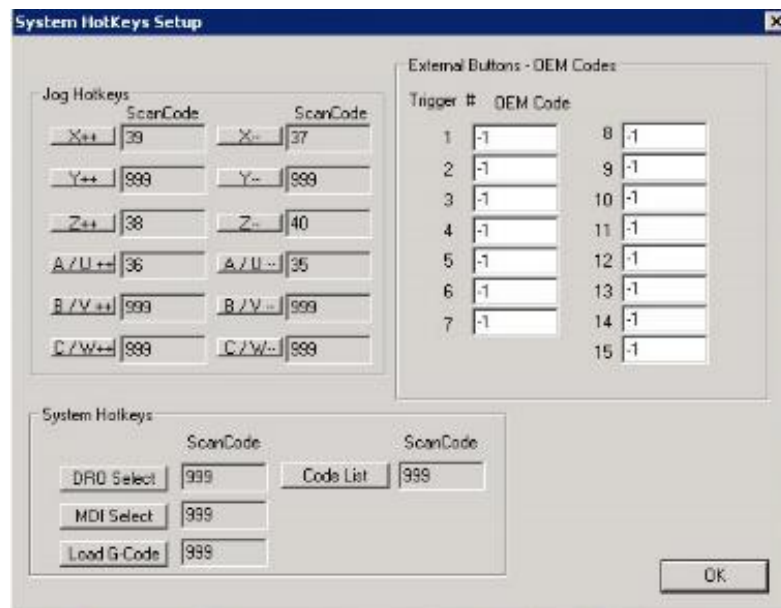 System HotKeys Setup
External Buttons - OEM Codes
Jog Hotkeys
ScanCode ScanCode
Trigger # OEM Code
X++ 39 X-- 37
Y++ 999 Y-- 999
Z++ 38 Z-- 40
A / U ++ 36 A / U -- 35
B / V ++ 999 B / V -- 999
C / W++ 999 C / W-- 999
1 -1 8 -1
2 -1 9 -1
3 -1 10 -1
4 -1 11 -1
5 -1 12 -1
6 -1 13 -1
7 -1 14 -1
15 -1
System Hotkeys
ScanCode ScanCode
DRO Select 999 Code List 999
MDI Select 999
Load G-Code 999
OK